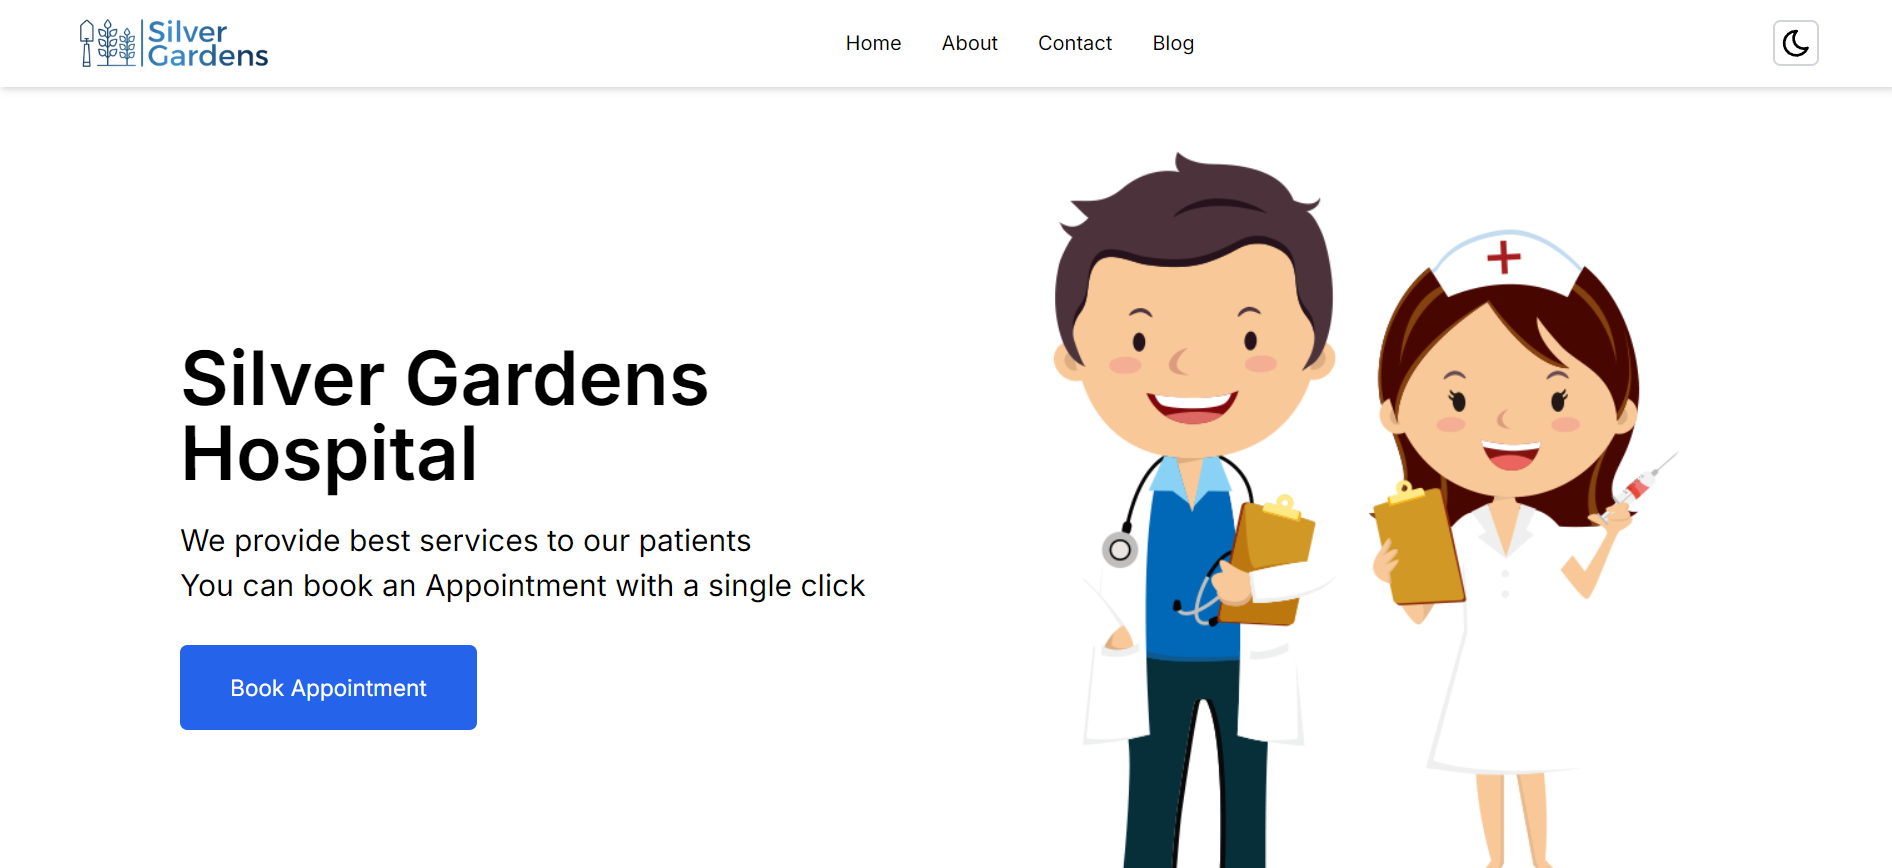 Silver
Gardens
Home About Contact Blog
Silver Gardens
Hospital
We provide best services to our patients
You can book an Appointment with a single click
Book Appointment